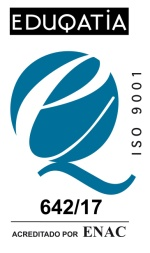 EDUQATIA
ISO 9001
642/17
ACREDITADO POR ENAC